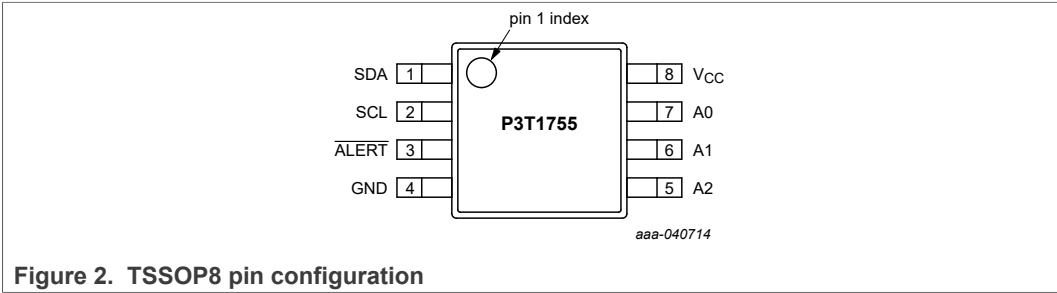 pin 1 index
SDA 1 8 VCC
SCL 2 7 A0
P3T1755
ALERT 3 6 A1
GND 4 5 A2
aaa-040714
Figure 2. TSSOP8 pin configuration